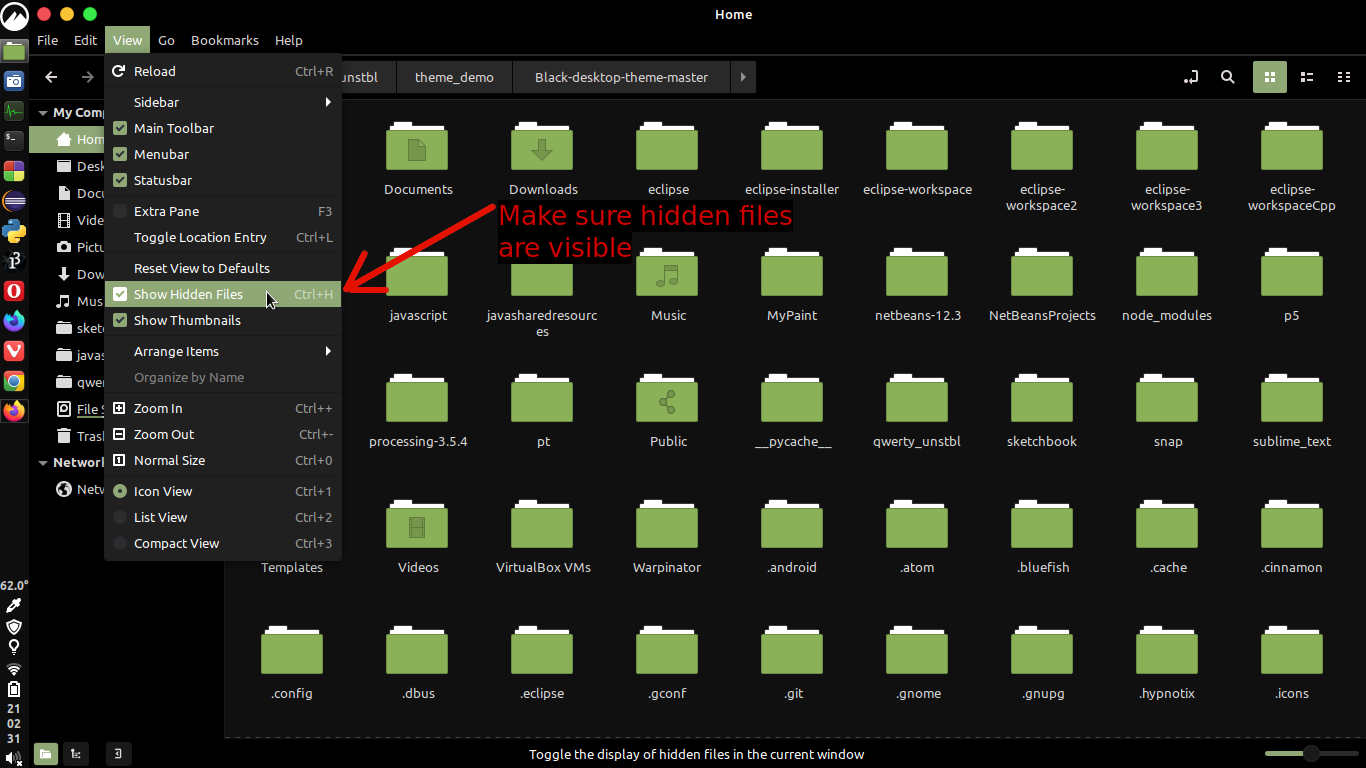 Home
File Edit View Go Bookmarks Help
unstbl theme_demo Black-desktop-theme-master
Reload Ctrl+R
Sidebar
Main Toolbar
Menubar
Statusbar
Extra Pane F3
Toggle Location Entry Ctrl+L
Reset View to Defaults
Show Hidden Files Ctrl+H
Show Thumbnails
Arrange Items
Organize by Name
Zoom In Ctrl++
Zoom Out Ctrl+-
Normal Size Ctrl+0
Icon View Ctrl+1
List View Ctrl+2
Compact View Ctrl+3
My Comp
Hom
Desk
Docu
Vide
Pictu
Dow
Mus
sketc
javas
qwer
File S
Trash
Network
Netw
Documents Downloads eclipse eclipse-installer eclipse-workspace eclipse-workspace2 eclipse-workspace3 eclipse-workspaceCpp
Make sure hidden files
are visible
javascript javasharedresources Music MyPaint netbeans-12.3 NetBeansProjects node_modules p5
processing-3.5.4 pt Public __pycache__ qwerty_unstbl sketchbook snap sublime_text
Templates Videos VirtualBox VMs Warpinator .android .atom .bluefish .cache .cinnamon
.config .dbus .eclipse .gconf .git .gnome .gnupg .hypnotix .icons
62.0°
21
02
31
Toggle the display of hidden files in the current window